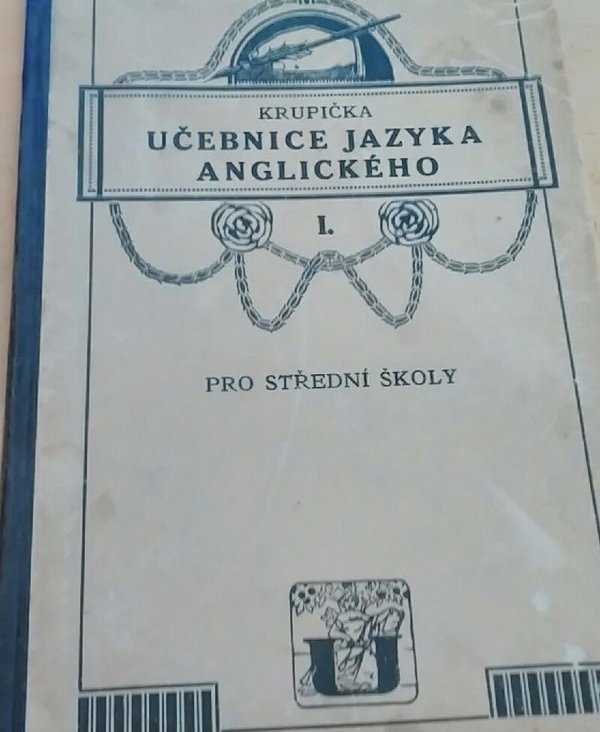 KRUPIČKA
UČEBNICE JAZYKA
ANGLICKÉHO
I.
PRO STŘEDNÍ ŠKOLY
U